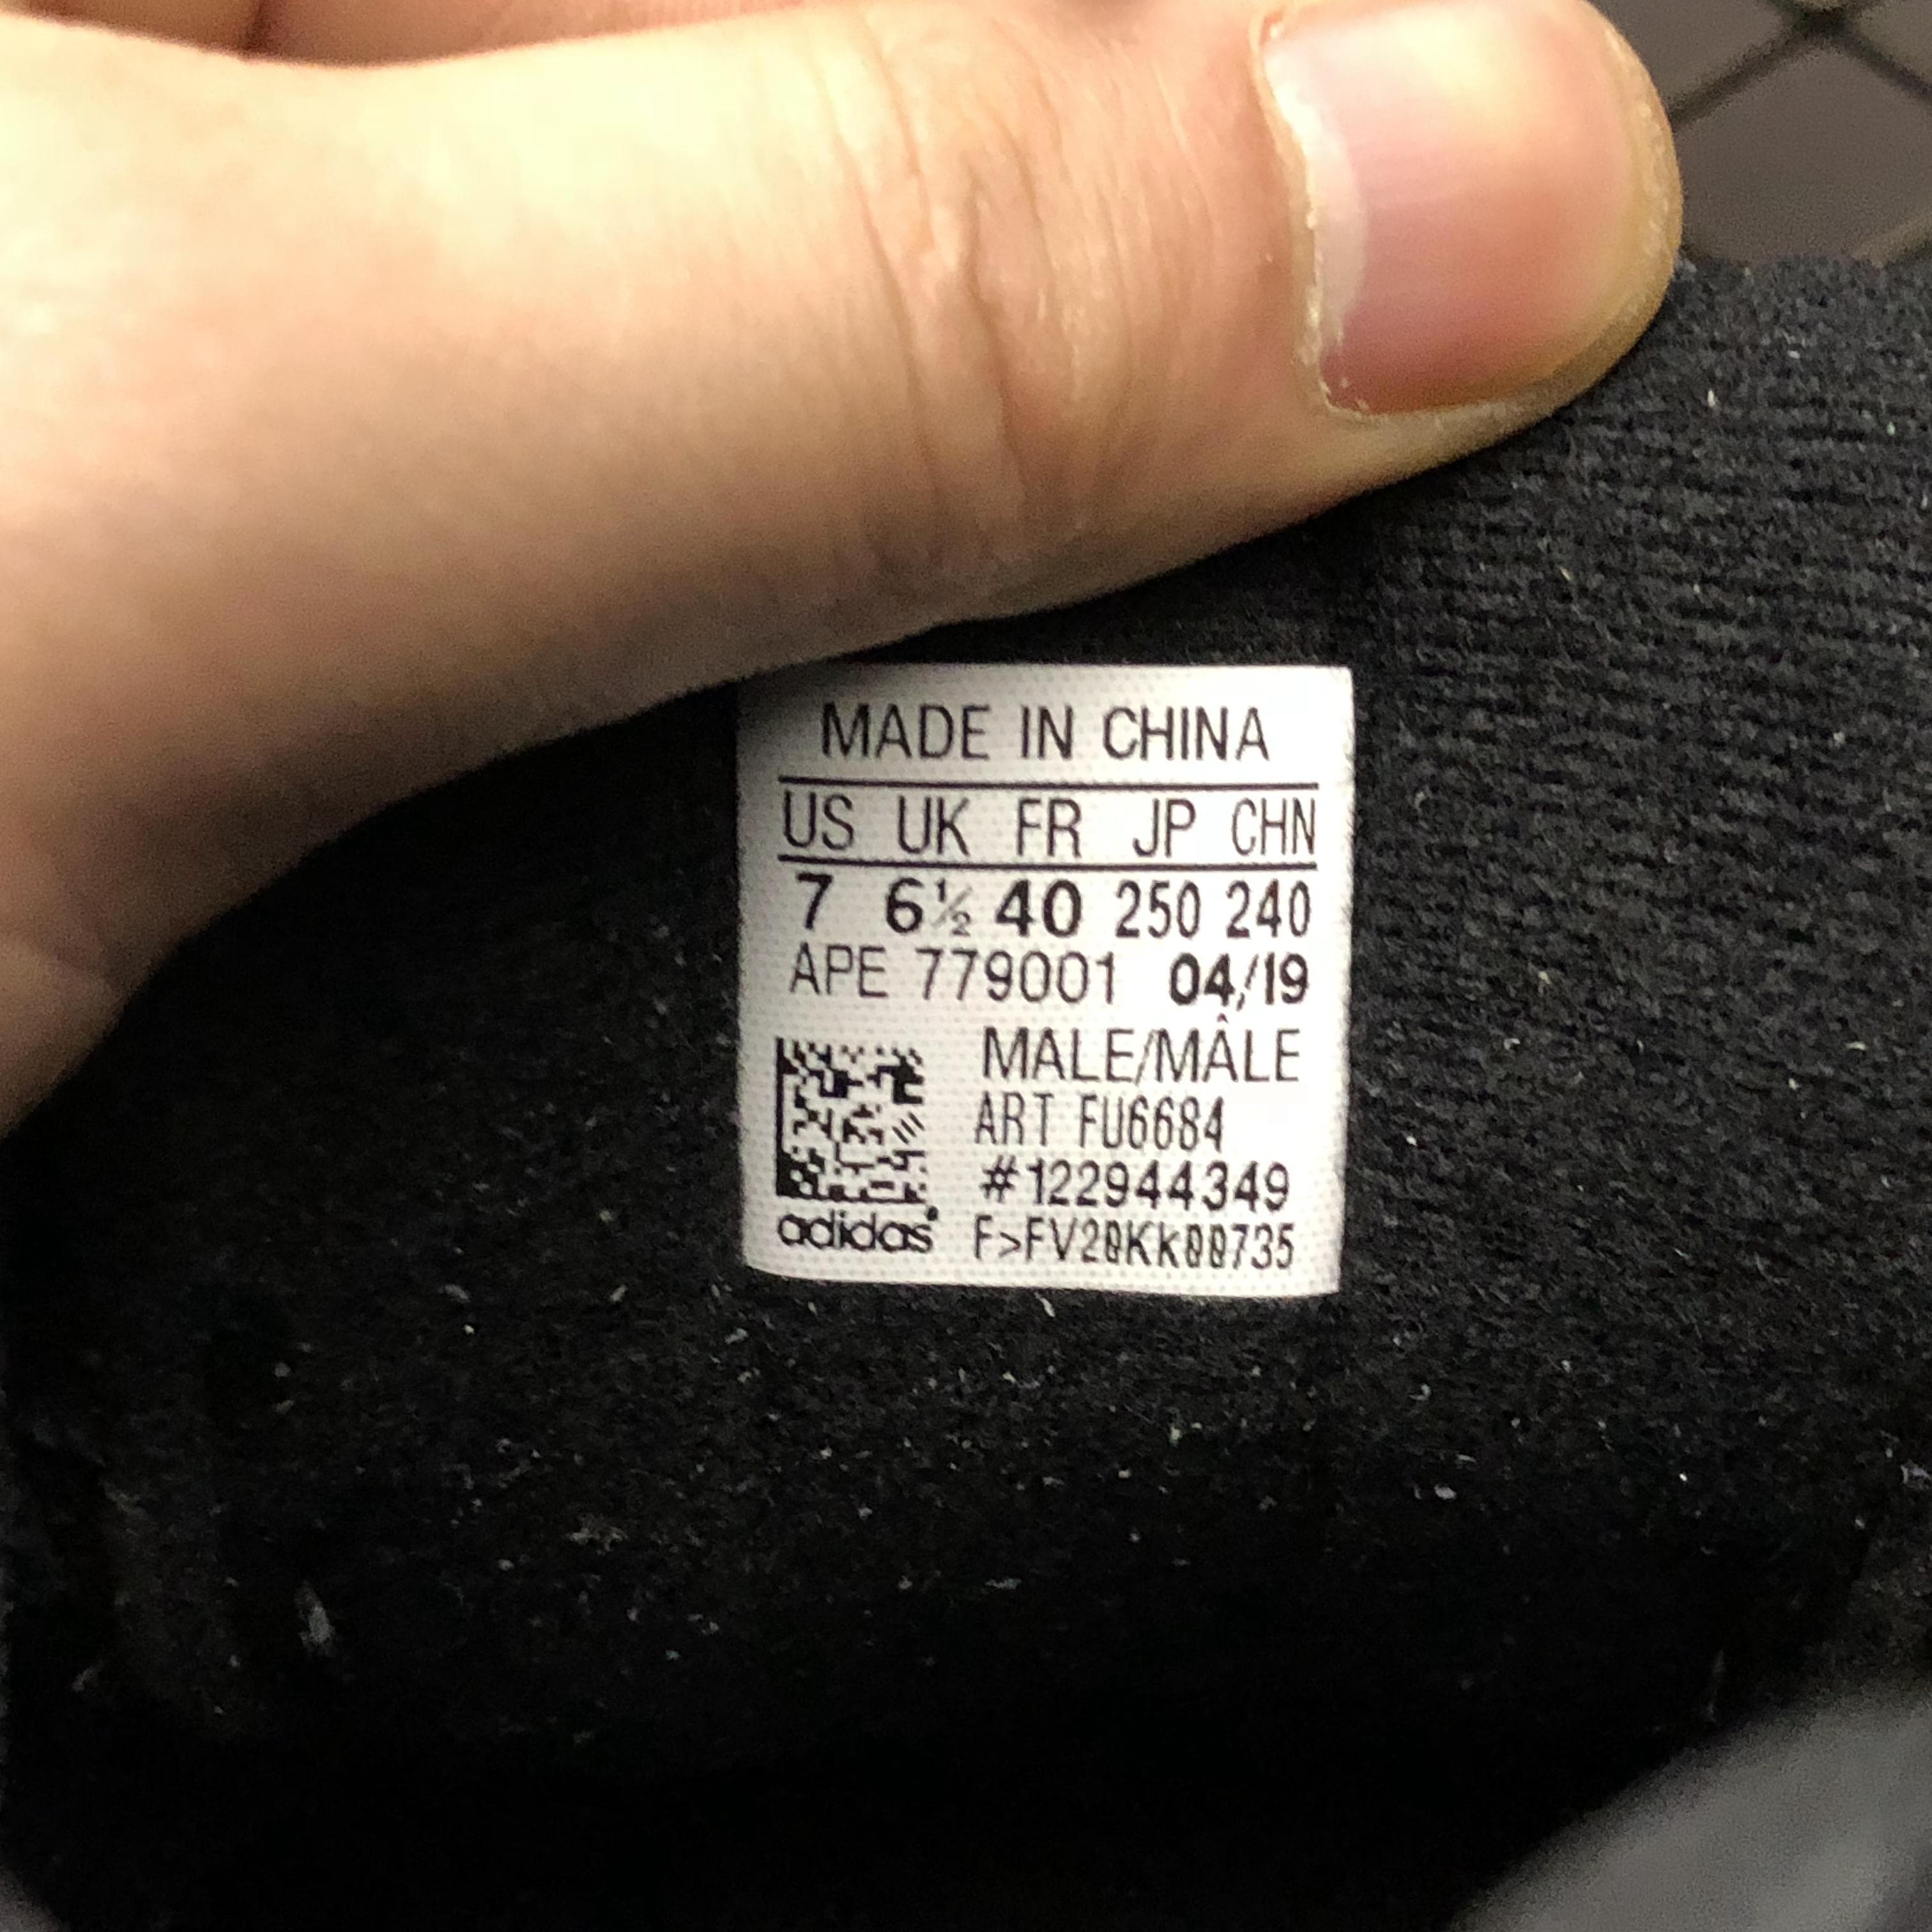 MADE IN CHINA
US UK FR JP CHN
7 6½ 40 250 240
APE 779001 04/19
MALE/MÂLE
ART FU6684
#122944349
adidas® F>FV20Kk00735